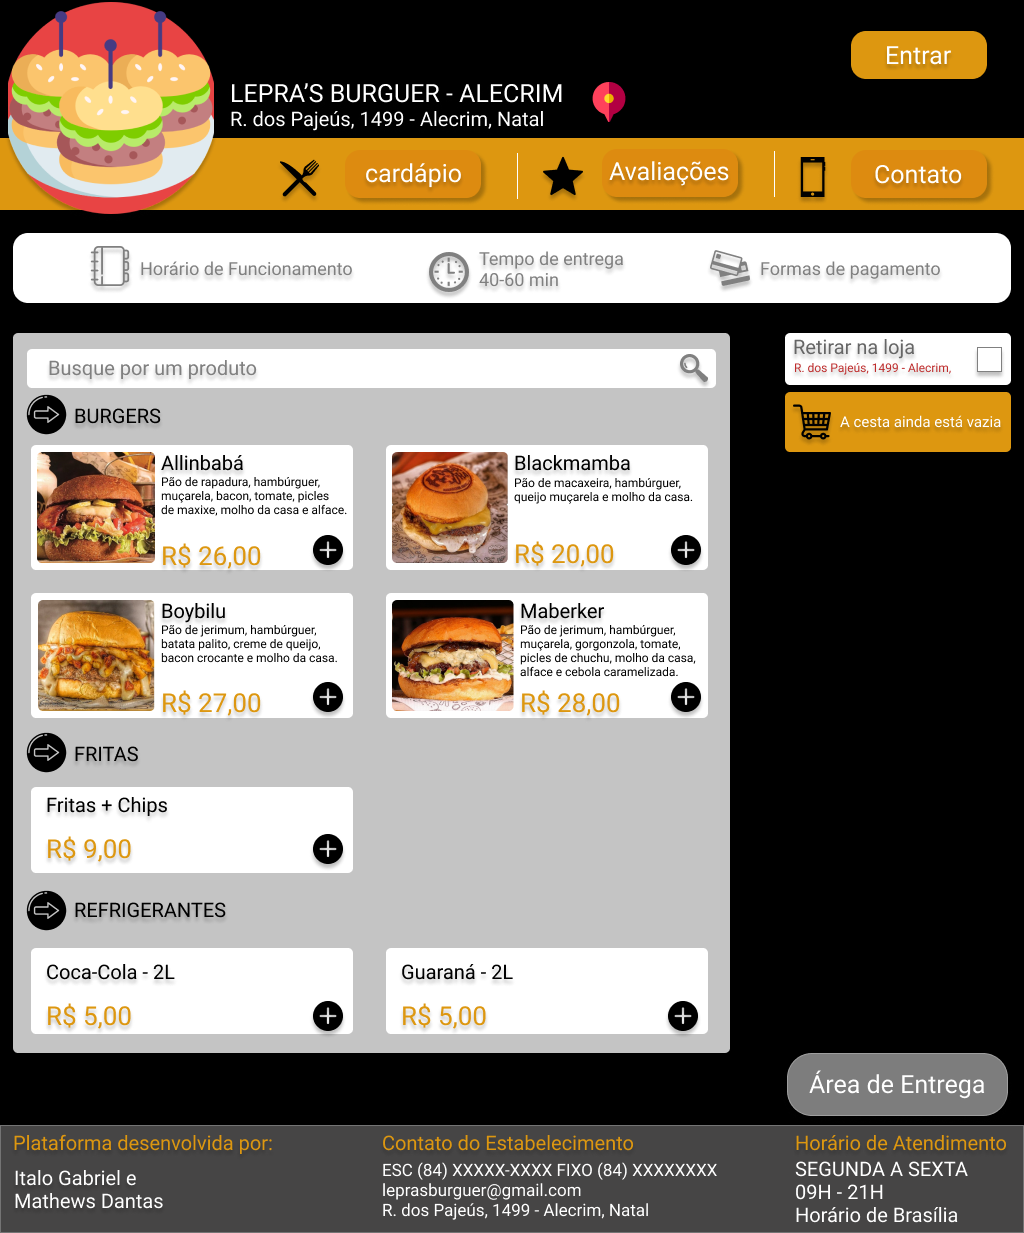 Entrar
LEPRA’S BURGUER - ALECRIM
R. dos Pajeús, 1499 - Alecrim, Natal
cardápio
Avaliações
Contato
Horário de Funcionamento
Tempo de entrega
40-60 min
Formas de pagamento
Busque por um produto
Retirar na loja
R. dos Pajeús, 1499 - Alecrim,
A cesta ainda está vazia
BURGERS
Allinbabá
Pão de rapadura, hambúrguer,
muçarela, bacon, tomate, picles
de maxixe, molho da casa e alface.
R$ 26,00
Blackmamba
Pão de macaxeira, hambúrguer,
queijo muçarela e molho da casa.
R$ 20,00
Boybilu
Pão de jerimum, hambúrguer,
batata palito, creme de queijo,
bacon crocante e molho da casa.
R$ 27,00
Maberker
Pão de jerimum, hambúrguer,
muçarela, gorgonzola, tomate,
picles de chuchu, molho da casa,
alface e cebola caramelizada.
R$ 28,00
FRITAS
Fritas + Chips
R$ 9,00
REFRIGERANTES
Coca-Cola - 2L
R$ 5,00
Guaraná - 2L
R$ 5,00
Área de Entrega
Plataforma desenvolvida por:
Italo Gabriel e
Mathews Dantas
Contato do Estabelecimento
ESC (84) XXXXX-XXXX FIXO (84) XXXXXXXX
leprasburguer@gmail.com
R. dos Pajeús, 1499 - Alecrim, Natal
Horário de Atendimento
SEGUNDA A SEXTA
09H - 21H
Horário de Brasília